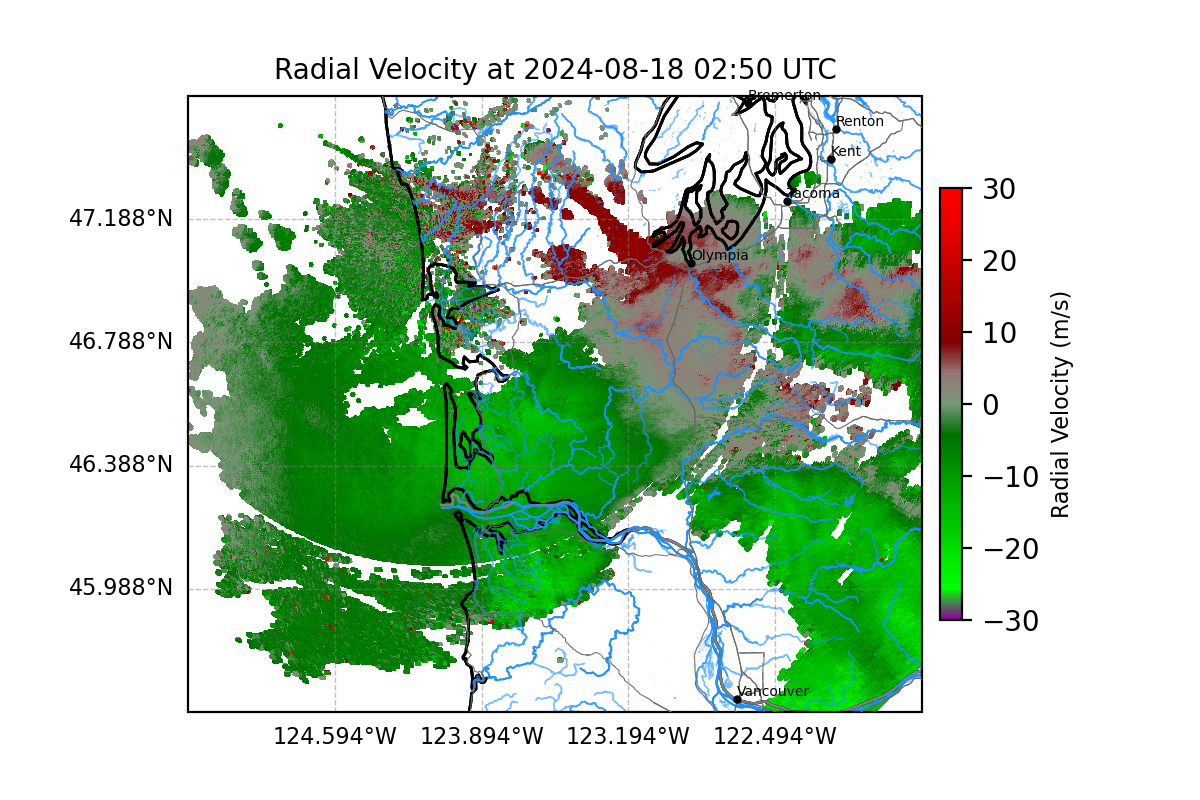 Radial Velocity at 2024-08-18 02:50 UTC
Bremerton
Renton
Kent
Tacoma
Olympia
Vancouver
47.188°N
46.788°N
46.388°N
45.988°N
124.594°W 123.894°W 123.194°W 122.494°W
30
20
10
0
−10
−20
−30
Radial Velocity (m/s)